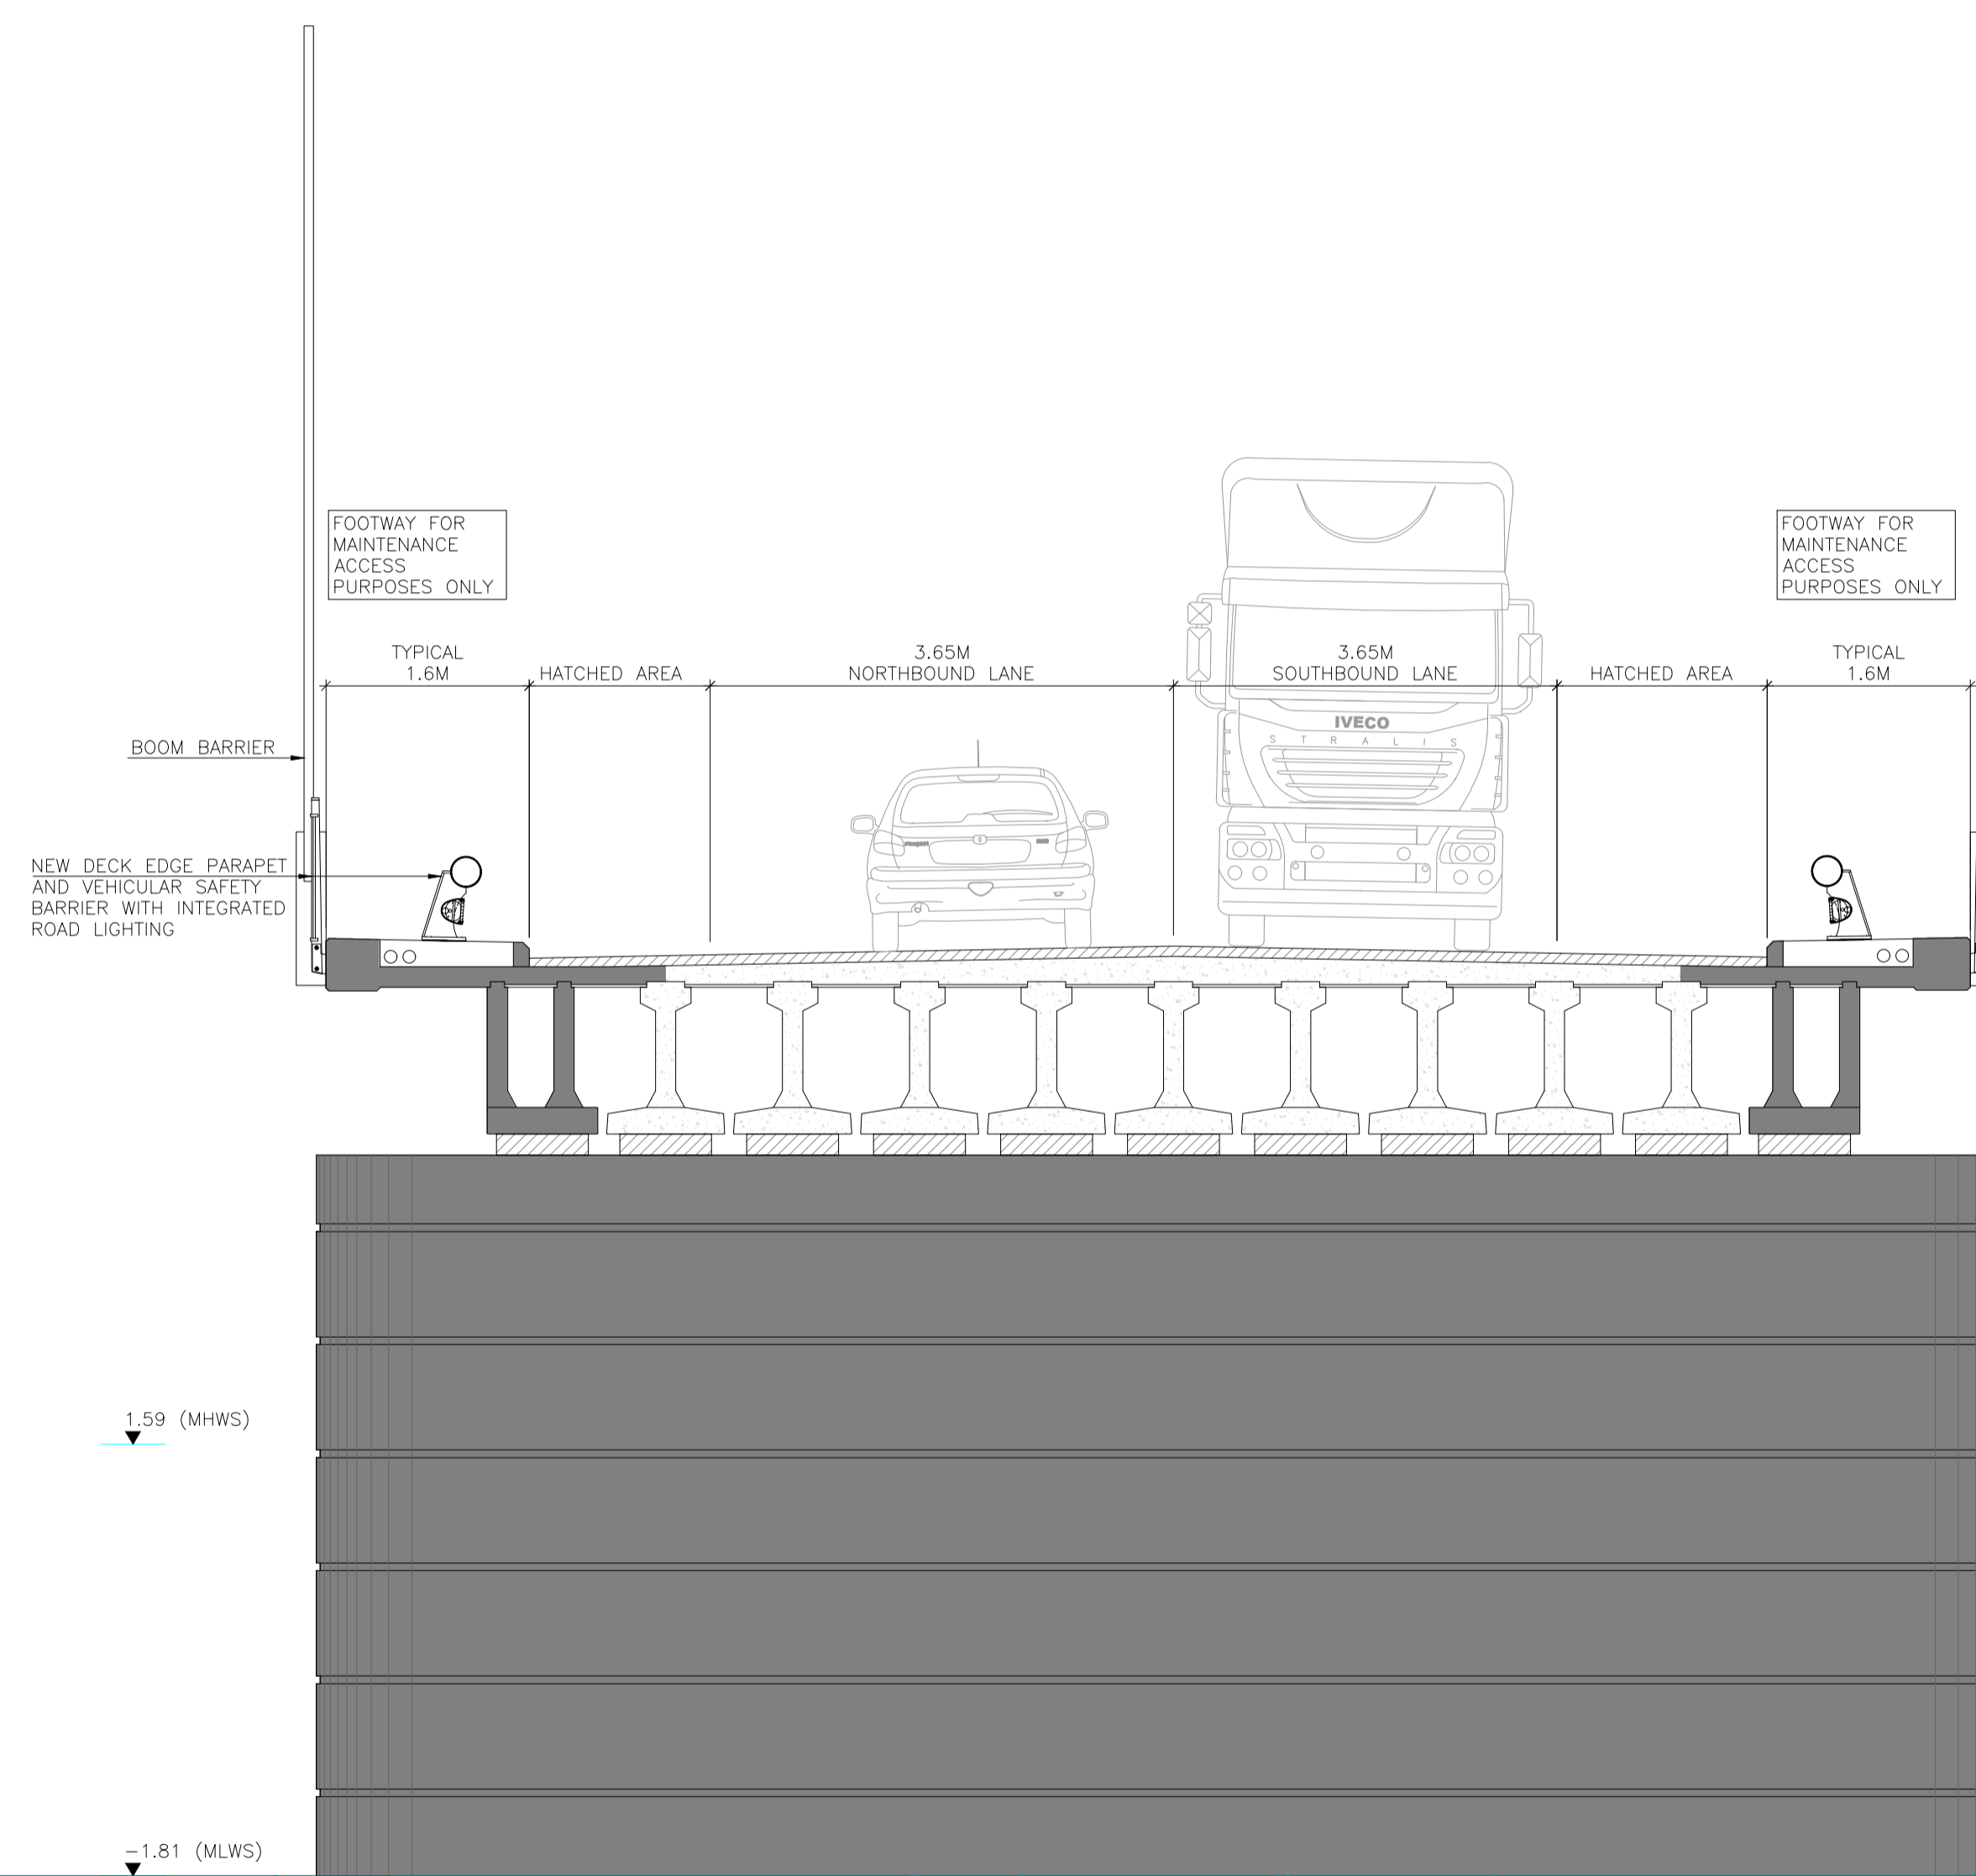 FOOTWAY FOR
MAINTENANCE
ACCESS
PURPOSES ONLY
FOOTWAY FOR
MAINTENANCE
ACCESS
PURPOSES ONLY
TYPICAL
1.6M
HATCHED AREA
3.65M
NORTHBOUND LANE
3.65M
SOUTHBOUND LANE
HATCHED AREA
TYPICAL
1.6M
IVECO
STRALIS
BOOM BARRIER
NEW DECK EDGE PARAPET
AND VEHICULAR SAFETY
BARRIER WITH INTEGRATED
ROAD LIGHTING
1.59 (MHWS)
-1.81 (MLWS)